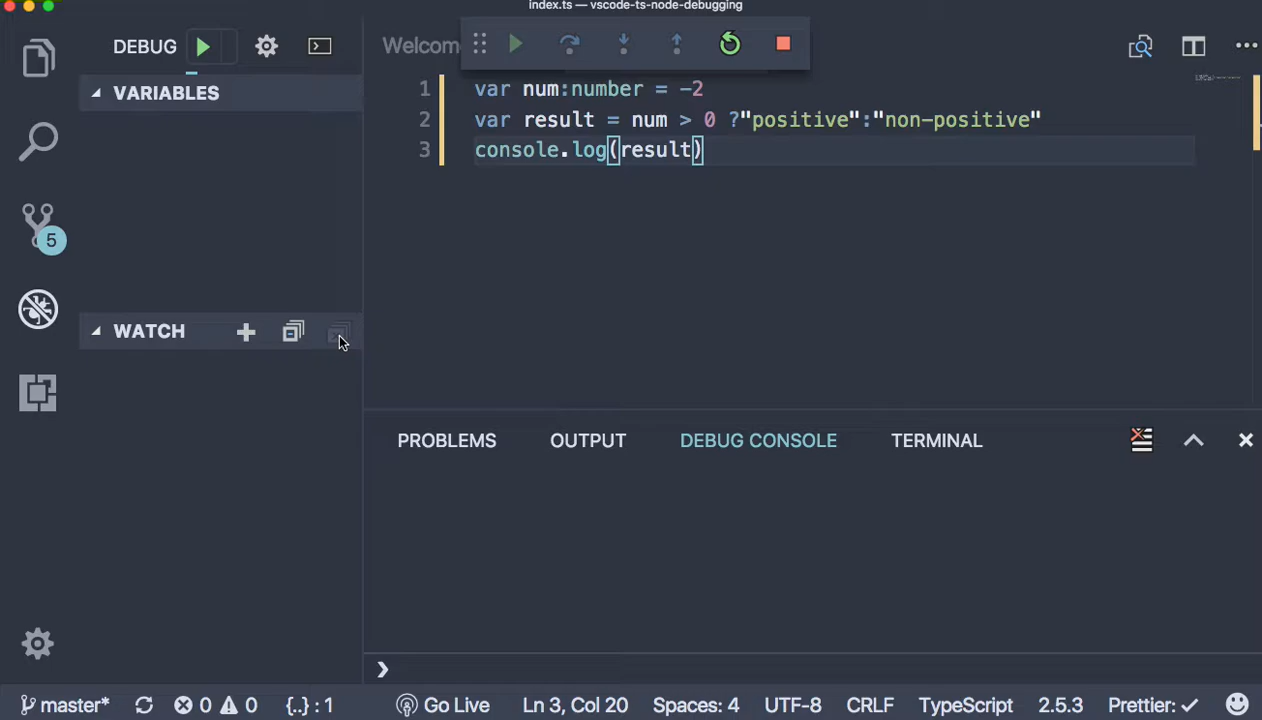 index.ts — vscode-ts-node-debugging
DEBUG
Welcom
VARIABLES
1 var num:number = -2
2 var result = num > 0 ?"positive":"non-positive"
3 console.log(result)
5
WATCH
PROBLEMS OUTPUT DEBUG CONSOLE TERMINAL
❯
master* 0 0 {..} : 1 Go Live Ln 3, Col 20 Spaces: 4 UTF-8 CRLF TypeScript 2.5.3 Prettier: ✓